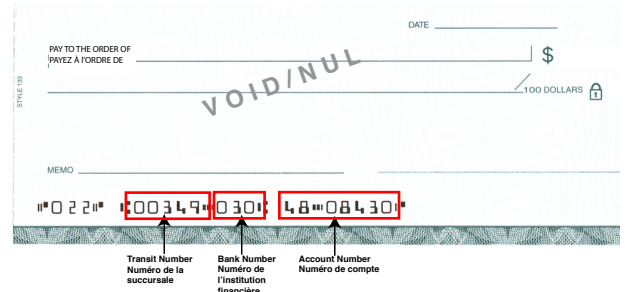 DATE
PAY TO THE ORDER OF
PAYEZ À l'ORDRE DE
$
VOID/NUL
STYLE 133
100 DOLLARS
MEMO
⑈022⑈ ⑆00349⑉030⑆ 48⑉08430⑈
Transit Number
Numéro de la
succursale
Bank Number
Numéro de
l'institution
financière
Account Number
Numéro de compte